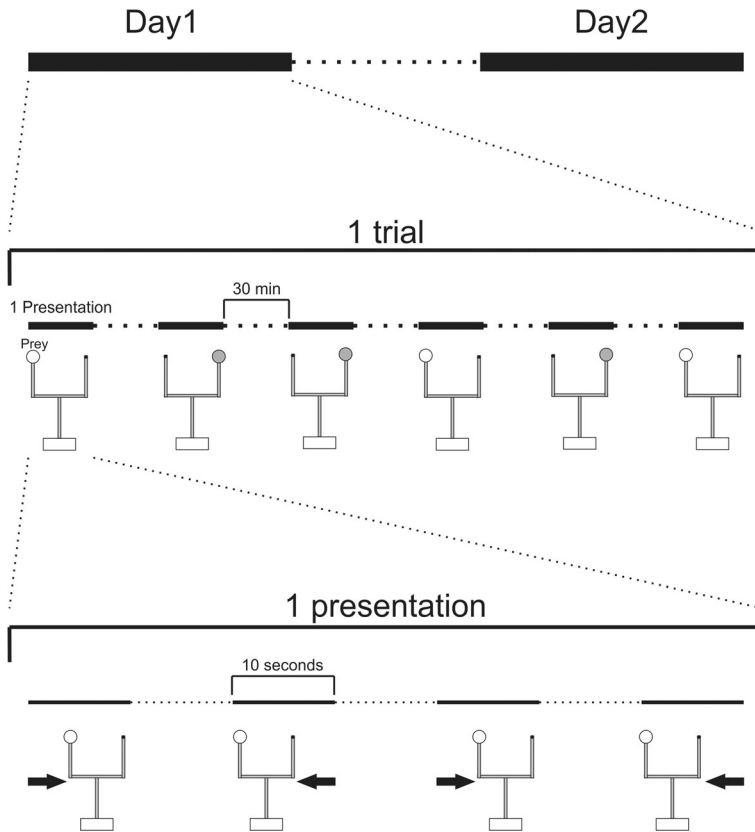 Day1
Day2
1 trial
30 min
1 Presentation
Prey
1 presentation
10 seconds